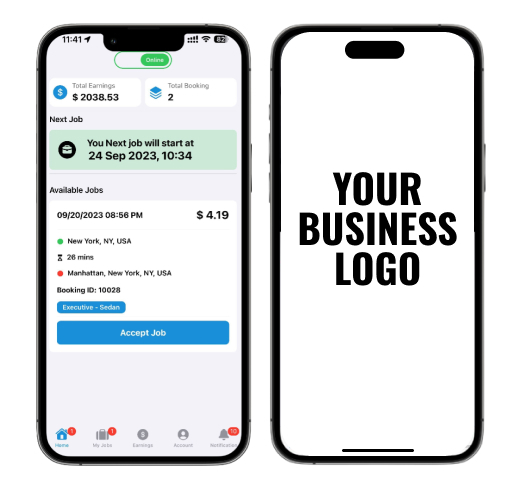 11:41
82
Online
Total Earnings
$ 2038.53
Total Booking
2
Next Job
You Next job will start at
24 Sep 2023, 10:34
Available Jobs
09/20/2023 08:56 PM
$ 4.19
New York, NY, USA
26 mins
Manhattan, New York, NY, USA
Booking ID: 10028
Executive - Sedan
Accept Job
1
1
10
Home
My Jobs
Earnings
Account
Notification
YOUR
BUSINESS
LOGO